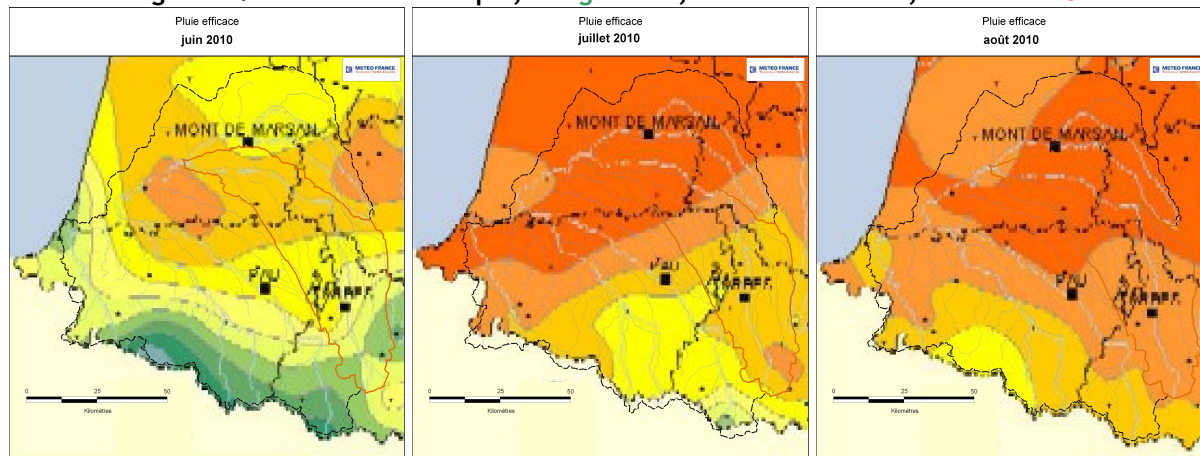 Pluie efficace
juin 2010
METEO FRANCE
MONT DE MARSAN
PAU
TARBES
0 25 50
Kilomètres
Pluie efficace
juillet 2010
METEO FRANCE
MONT DE MARSAN
PAU
TARBES
0 25 50
Kilomètres
Pluie efficace
août 2010
METEO FRANCE
MONT DE MARSAN
PAU
TARBES
0 25 50
Kilomètres